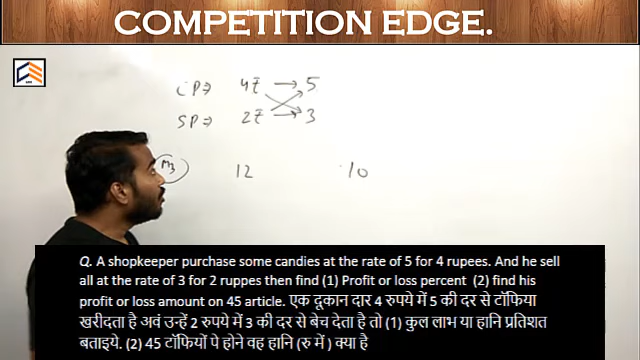 COMPETITION EDGE.
CP⇒ 4₹ → 5
SP⇒ 2₹ → 3
M3 12 10
Q. A shopkeeper purchase some candies at the rate of 5 for 4 rupees. And he sell
all at the rate of 3 for 2 ruppes then find (1) Profit or loss percent (2) find his
profit or loss amount on 45 article. एक दूकान दार 4 रुपये में 5 की दर से टॉफिया
खरीदता है अवं उन्हें 2 रुपये में 3 की दर से बेच देता है तो (1) कुल लाभ या हानि प्रतिशत
बताइये. (2) 45 टॉफियों पे होने वह हानि (रु में ) क्या है